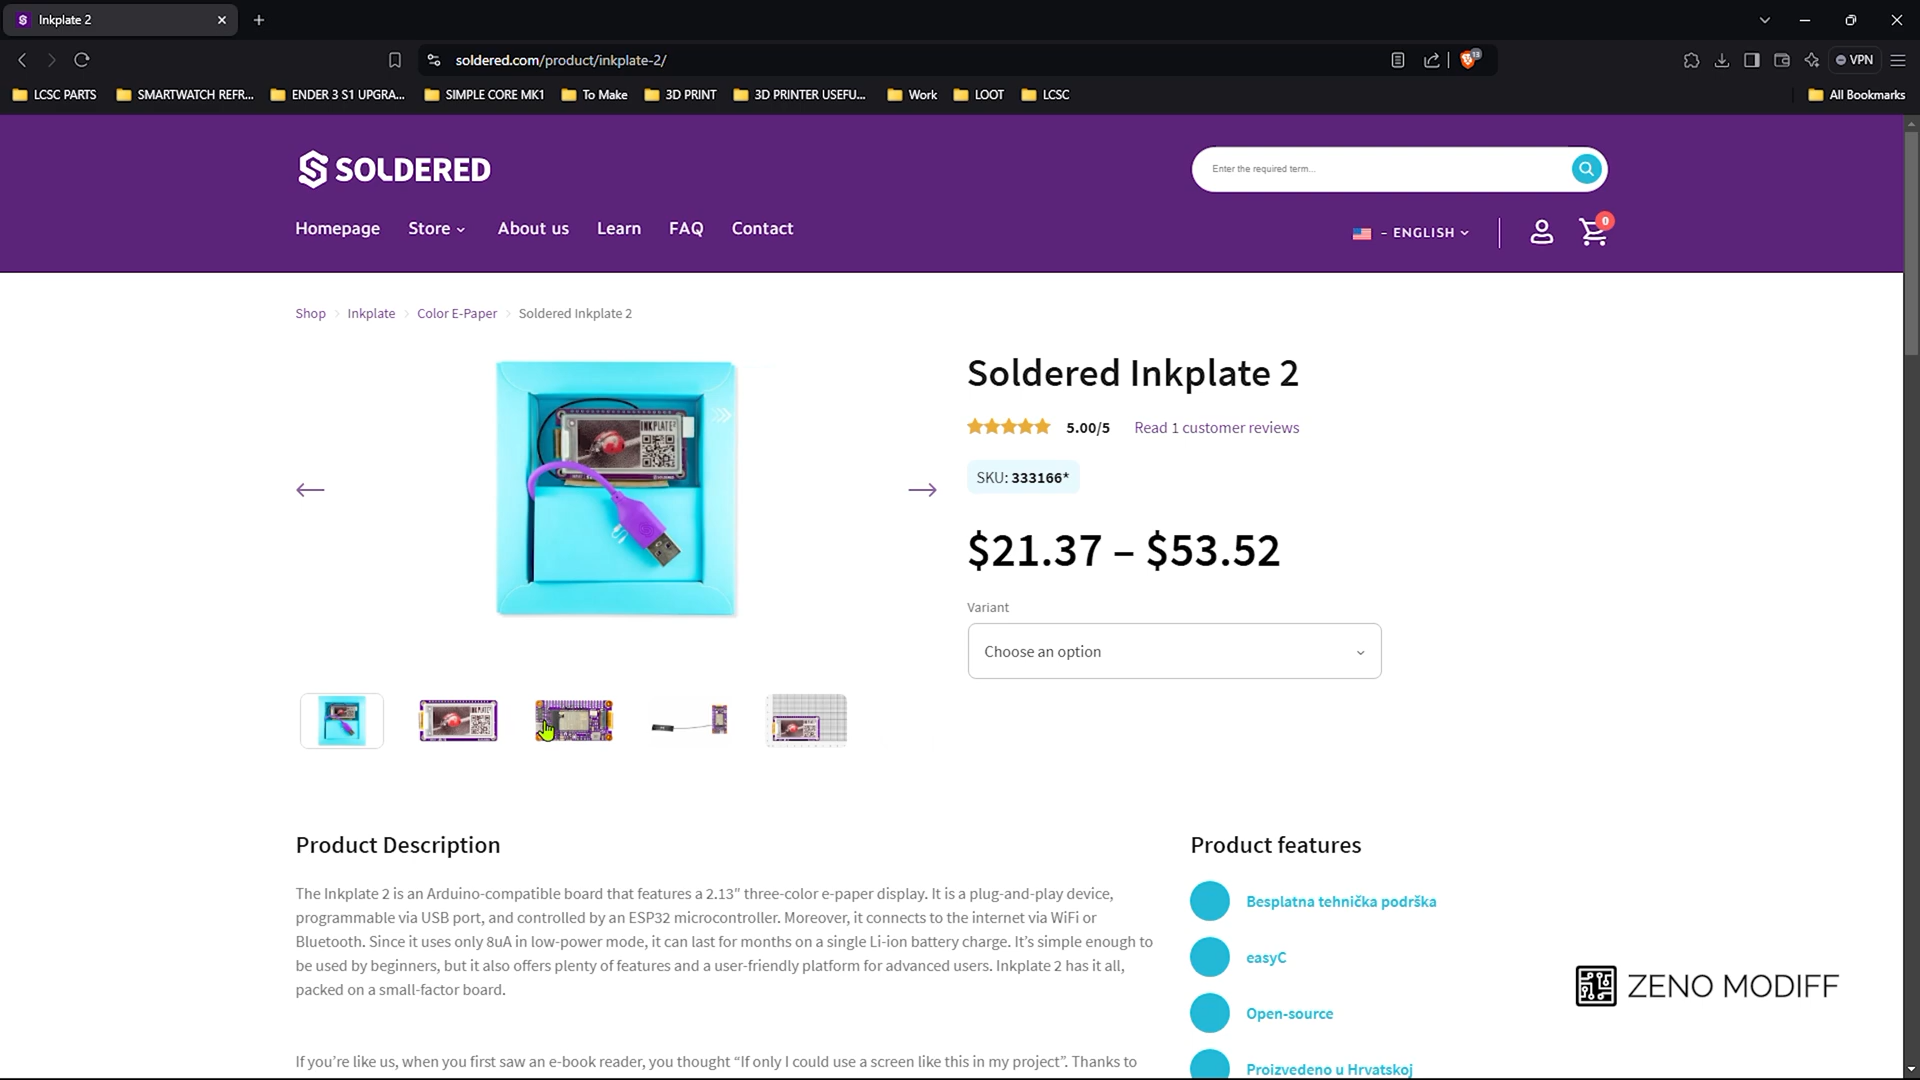 Inkplate 2
soldered.com/product/inkplate-2/
13
VPN
LCSC PARTS
SMARTWATCH REFR...
ENDER 3 S1 UPGRA...
SIMPLE CORE MK1
To Make
3D PRINT
3D PRINTER USEFU...
Work
LOOT
LCSC
All Bookmarks
SOLDERED
Enter the required term...
Homepage
Store
About us
Learn
FAQ
Contact
– ENGLISH
0
Shop
Inkplate
Color E-Paper
Soldered Inkplate 2
INKPLATE2
Soldered Inkplate 2
5.00/5
Read 1 customer reviews
SKU: 333166*
$21.37 – $53.52
Variant
Choose an option
Product Description
The Inkplate 2 is an Arduino-compatible board that features a 2.13″ three-color e-paper display. It is a plug-and-play device,
programmable via USB port, and controlled by an ESP32 microcontroller. Moreover, it connects to the internet via WiFi or
Bluetooth. Since it uses only 8uA in low-power mode, it can last for months on a single Li-ion battery charge. It’s simple enough to
be used by beginners, but it also offers plenty of features and a user-friendly platform for advanced users. Inkplate 2 has it all,
packed on a small-factor board.
If you’re like us, when you first saw an e-book reader, you thought “If only I could use a screen like this in my project”. Thanks to
Product features
Besplatna tehnička podrška
easyC
Open-source
Proizvedeno u Hrvatskoj
ZENO MODIFF